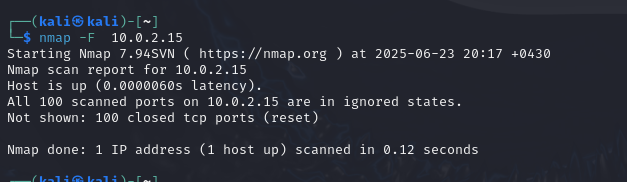 ┌──(kali㉿kali)-[~]
└─$ nmap -F  10.0.2.15
Starting Nmap 7.94SVN ( https://nmap.org ) at 2025-06-23 20:17 +0430
Nmap scan report for 10.0.2.15
Host is up (0.0000060s latency).
All 100 scanned ports on 10.0.2.15 are in ignored states.
Not shown: 100 closed tcp ports (reset)

Nmap done: 1 IP address (1 host up) scanned in 0.12 seconds

┌──(kali㉿kali)-[~]